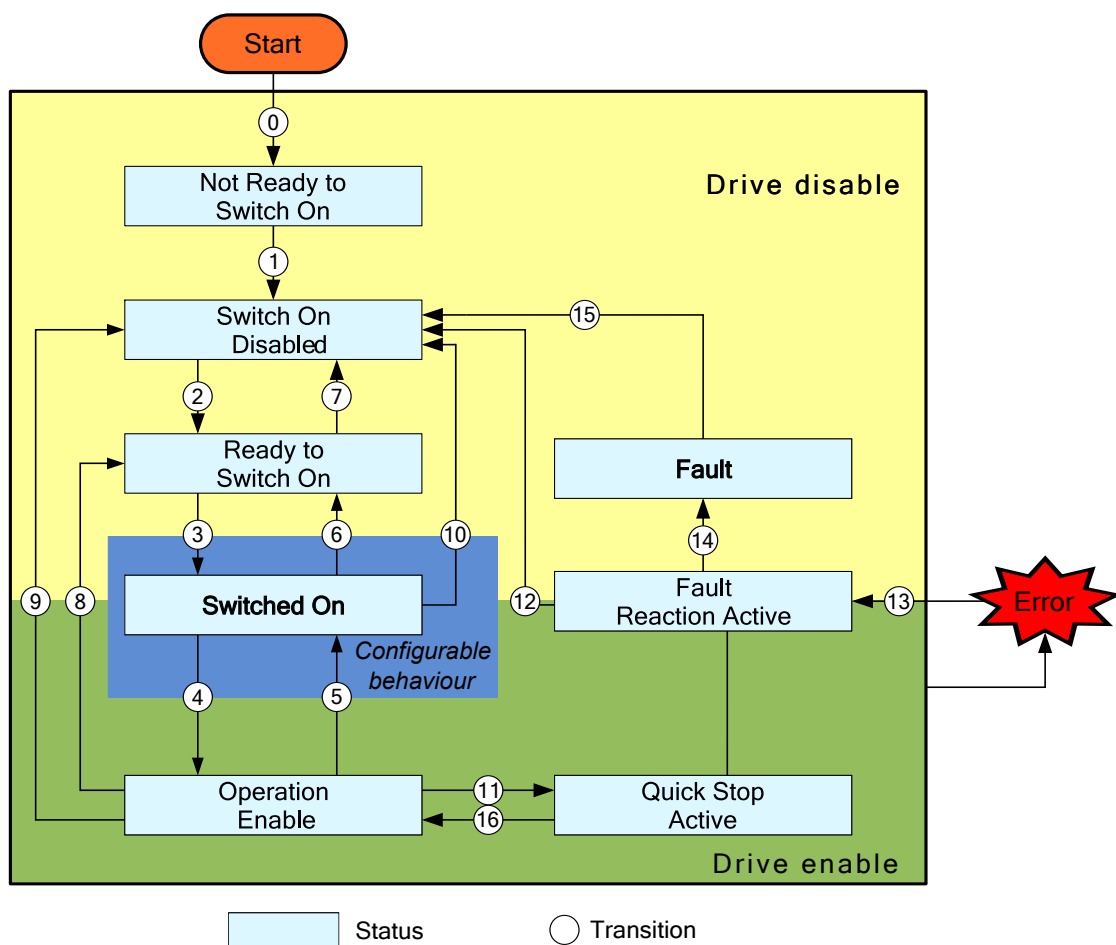 Start
0
Not Ready to
Switch On
Drive disable
1
Switch On
Disabled
15
2
7
Ready to
Switch On
Fault
3
6
10
14
Switched On
Fault
Reaction Active
9
8
12
13
Error
Configurable
behaviour
4
5
Operation
Enable
11
16
Quick Stop
Active
Drive enable
Status
Transition